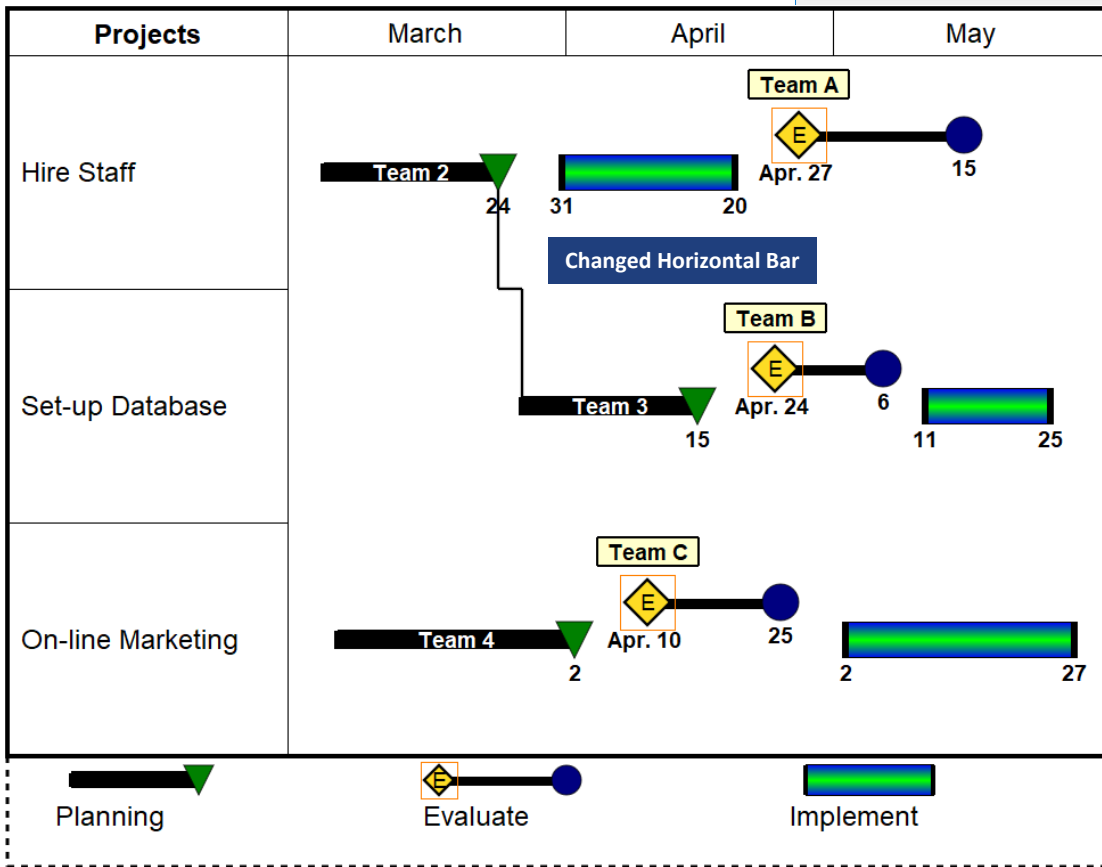 Projects March April May
Team A
E
Hire Staff Team 2 Apr. 27 15
24 31 20
Changed Horizontal Bar
Team B
E
Set-up Database Team 3 Apr. 24 6
15 11 25
Team C
E
On-line Marketing Team 4 Apr. 10 25
2 2 27
E
Planning Evaluate Implement